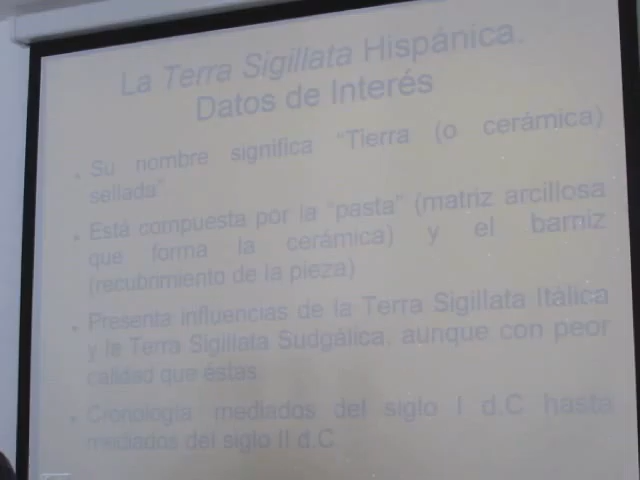 La Terra Sigillata Hispánica.
Datos de Interés
• Su nombre significa "Tierra (o cerámica)
sellada"
• Está compuesta por la "pasta" (matriz arcillosa
que forma la cerámica) y el barniz
(recubrimiento de la pieza)
• Presenta influencias de la Terra Sigillata Itálica
y la Terra Sigillata Sudgálica, aunque con peor
calidad que éstas
• Cronología mediados del siglo I d.C hasta
mediados del siglo II d.C